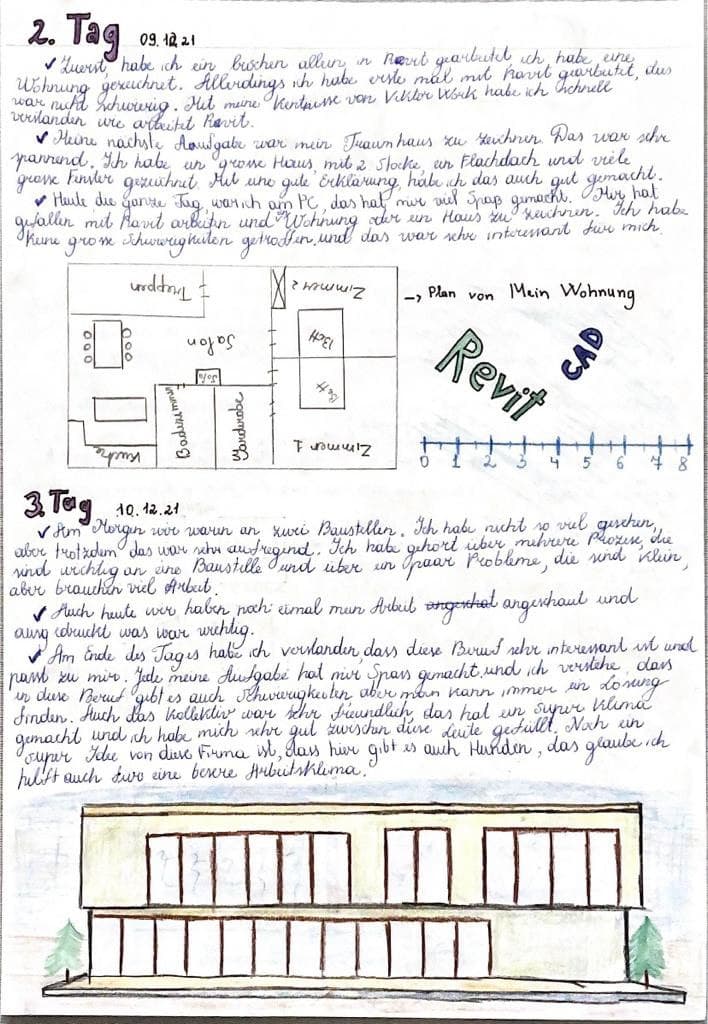 2. Tag 09.12.21
✓ Zuerst, habe ich ein bischen allein in Revit gearbeitet, ich habe eine
Wohnung gezeichnet. Allerdings ich habe erste mal mit Ravit gearbeitet, das
war nicht schwierig. Mit meine Kentnisse von Vektor Work habe ich schnell
verstanden wie arbeitet Revit.
✓ Meine nächste Aufgabe war mein Traumhaus zu zeichnen. Das war sehr
spannend. Ich habe ein grosse Haus, mit 2 Stocke, ein Flachdach und viele
grosse Fenster gezeichnet. Mit eine gute Erklärung, habe ich das auch gut gemacht.
✓ Heute die ganze Tag, war ich am PC, das hat mir viel Spaß gemacht. Mir hat
gefallen mit Ravit arbeiten und Wohnung oder ein Haus zu zeichnen. Ich habe
keine grosse Schwierigkeiten getroffen, und das war sehr interessant für mich.
Treppen
Zimmer 2
→ Plan von Mein Wohnung
Salon
Bett
Revit
CAD
Sofa
Bett
Badezimmer
Garderobe
Küche
Zimmer 1
0 1 2 3 4 5 6 7 8
3. Tag 10.12.21
✓ Am Morgen wir waren an zwei Baustellen. Ich habe nicht so viel gesehen,
aber trotzdem das war sehr aufregend. Ich habe gehört über mehrere Prozese, die
sind wichtig an eine Baustelle und über ein paar Probleme, die sind klein,
aber brauchen viel Arbeit.
✓ Auch heute wir haben noch eimal mein Arbeit angeschaut und
ausgedruckt was war wichtig.
✓ Am Ende des Tages habe ich verstanden, dass diese Beruf sehr interessant ist und
passt zu mir. Jede meine Aufgabe hat mir Spass gemacht und ich verstehe, dass
in diese Beruf gibt es auch Schwierigkeiten aber man kann immer ein Lösung
finden. Auch das Kollektiv war sehr freundlich, das hat ein super Klima
gemacht und ich habe mich sehr gut zwischen diese Leute gefüllt. Noch ein
super Idee von diese Firma ist, dass hier gibt es auch Hunden, das glaube ich
hilft auch eine besere Arbeitsklima.